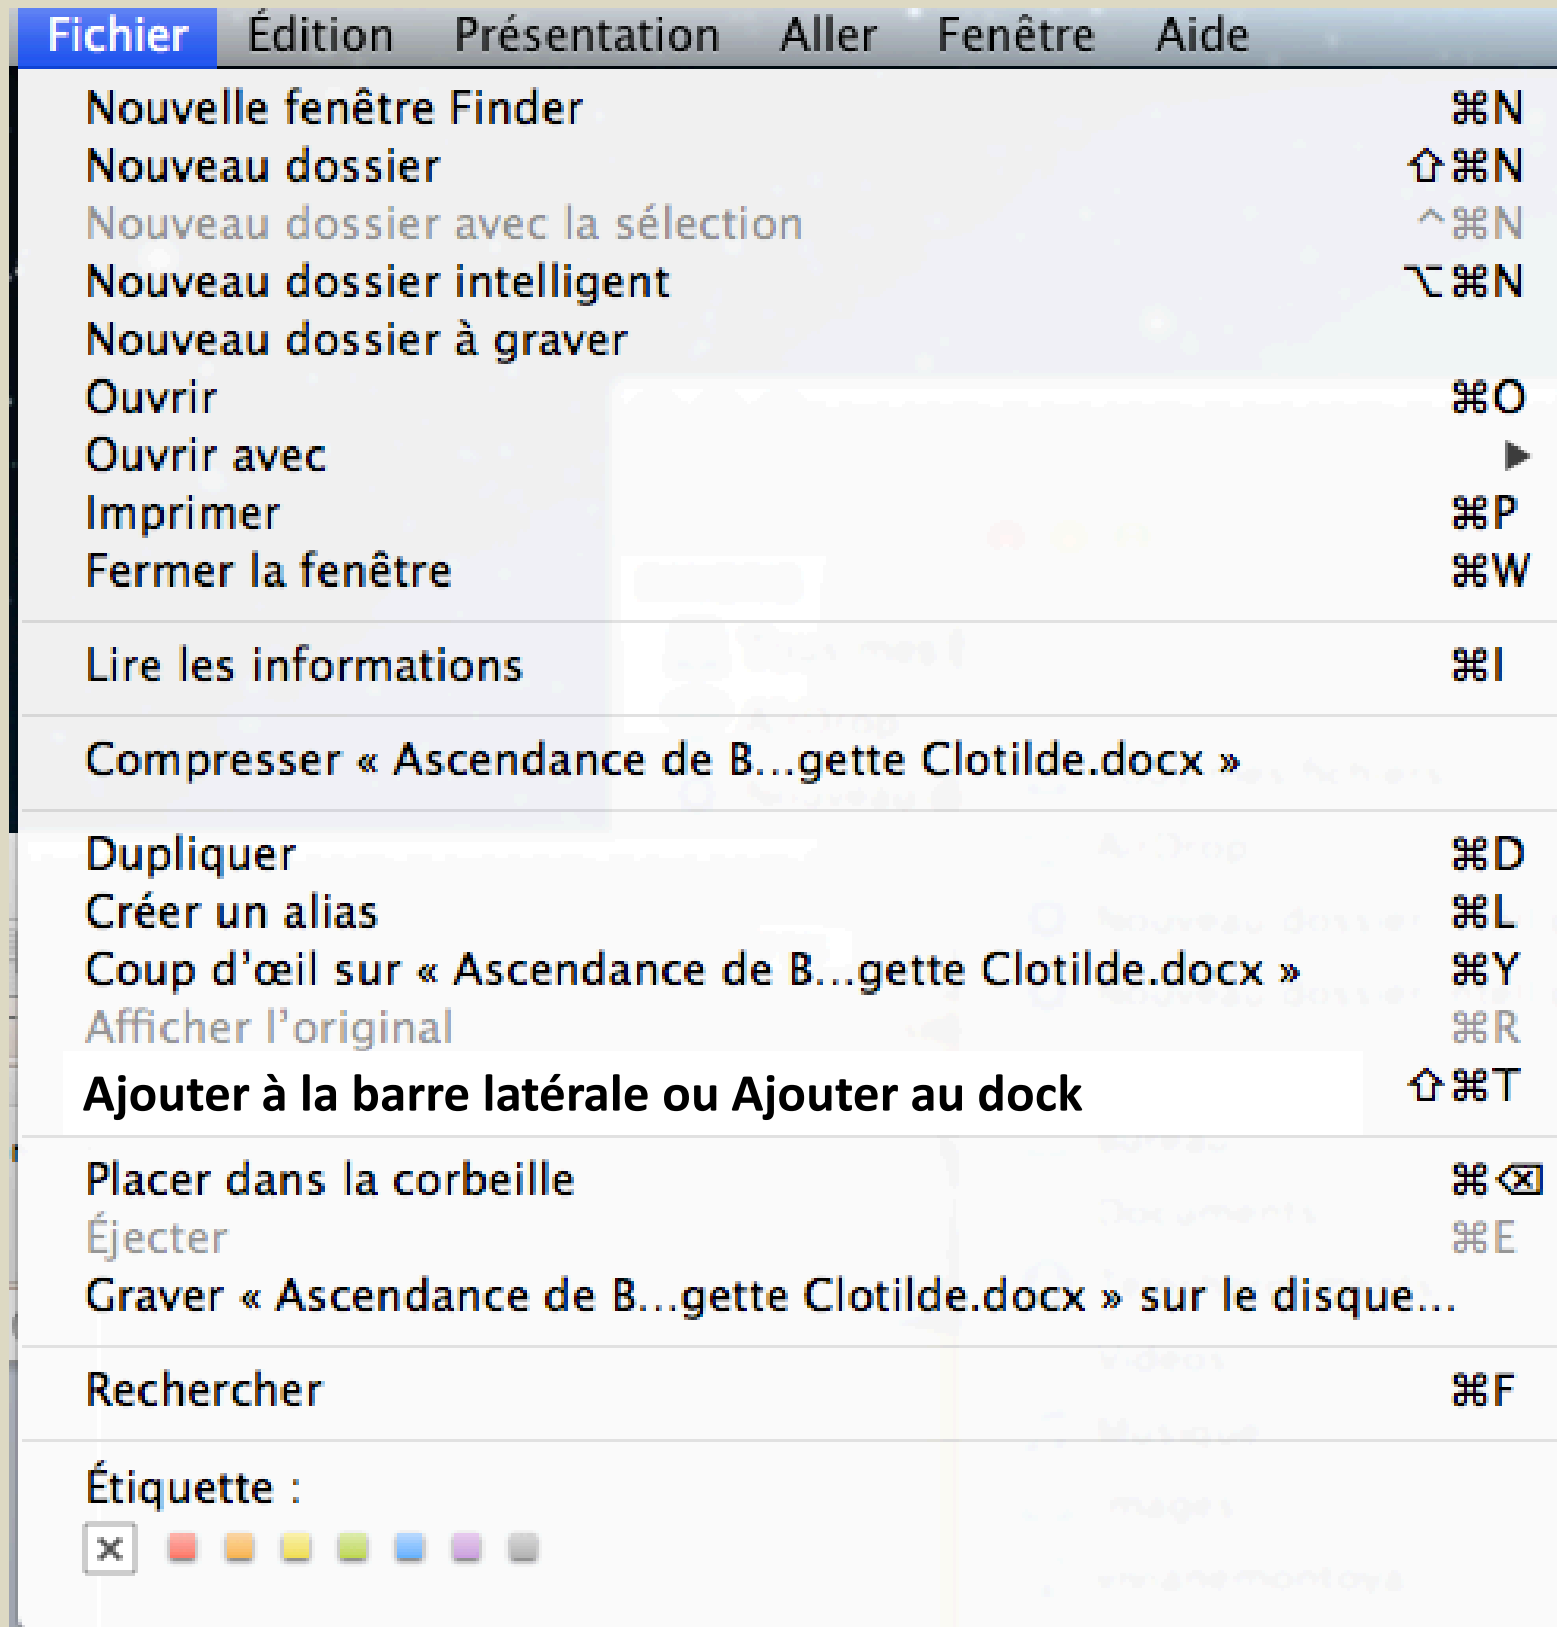 Fichier Édition Présentation Aller Fenêtre Aide
Nouvelle fenêtre Finder ⌘N
Nouveau dossier ⇧⌘N
Nouveau dossier avec la sélection ^⌘N
Nouveau dossier intelligent ⌥⌘N
Nouveau dossier à graver
Ouvrir ⌘O
Ouvrir avec ▶
Imprimer ⌘P
Fermer la fenêtre ⌘W
Lire les informations ⌘I
Compresser « Ascendance de B...gette Clotilde.docx »
Dupliquer ⌘D
Créer un alias ⌘L
Coup d’œil sur « Ascendance de B...gette Clotilde.docx » ⌘Y
Afficher l’original ⌘R
Ajouter à la barre latérale ou Ajouter au dock ⇧⌘T
Placer dans la corbeille ⌘⌫
Éjecter ⌘E
Graver « Ascendance de B...gette Clotilde.docx » sur le disque...
Rechercher ⌘F
Étiquette :